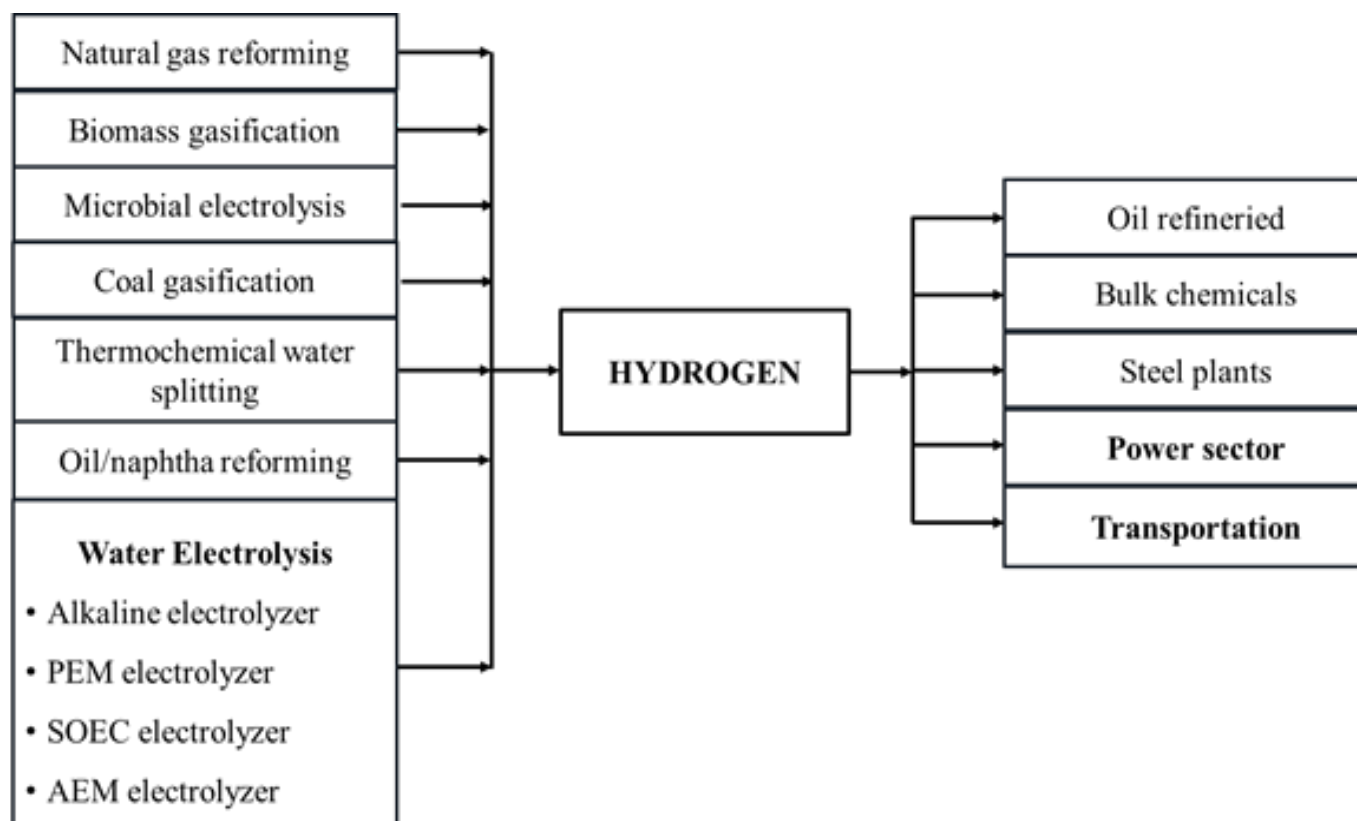 Natural gas reforming
Biomass gasification
Microbial electrolysis
Coal gasification
Thermochemical water
splitting
Oil/naphtha reforming
Water Electrolysis
• Alkaline electrolyzer
• PEM electrolyzer
• SOEC electrolyzer
• AEM electrolyzer
HYDROGEN
Oil refineried
Bulk chemicals
Steel plants
Power sector
Transportation